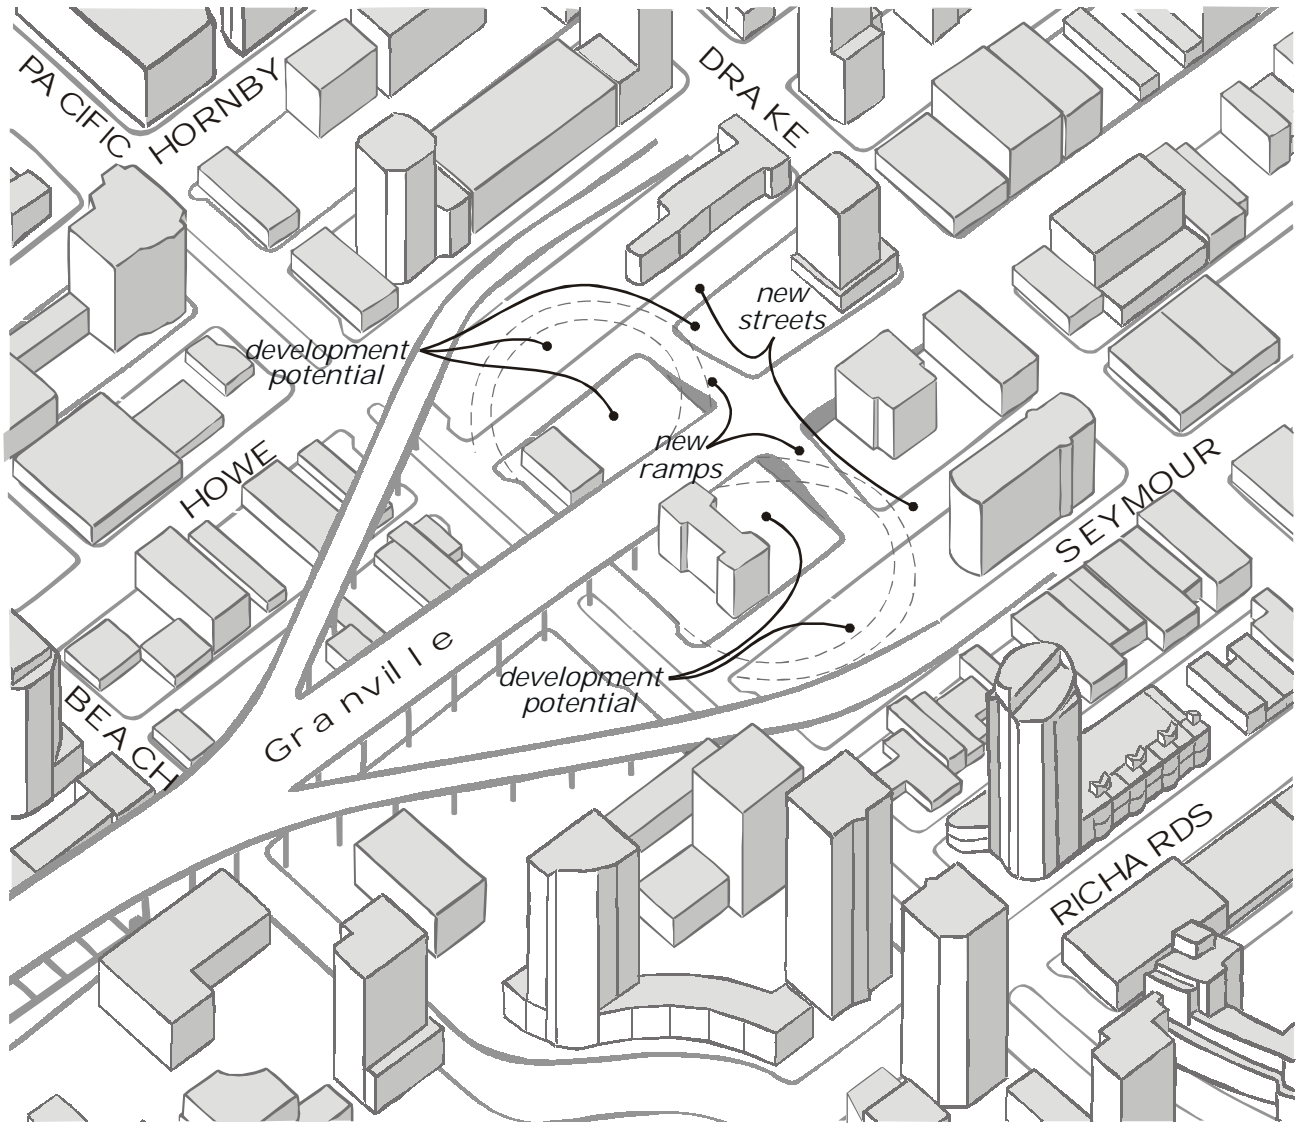 PACIFIC
HORNBY
DRAKE
new
streets
development
potential
new
ramps
HOWE
SEYMOUR
Granville
development
potential
BEACH
RICHARDS